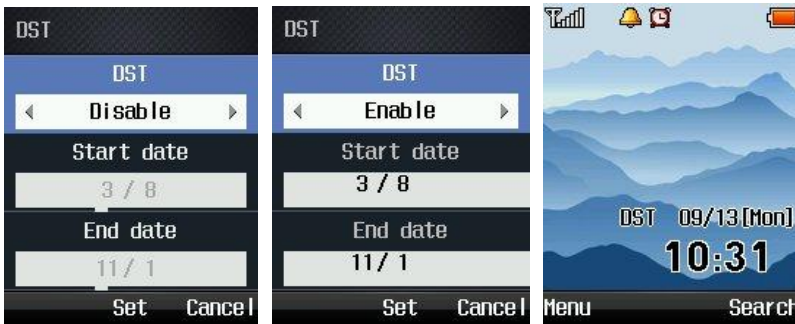 DST
DST
Disable
Start date
3 / 8
End date
11/ 1
Set Cancel
DST
DST
Enable
Start date
3 / 8
End date
11/ 1
Set Cancel
DST 09/13[Mon]
10:31
Menu Search